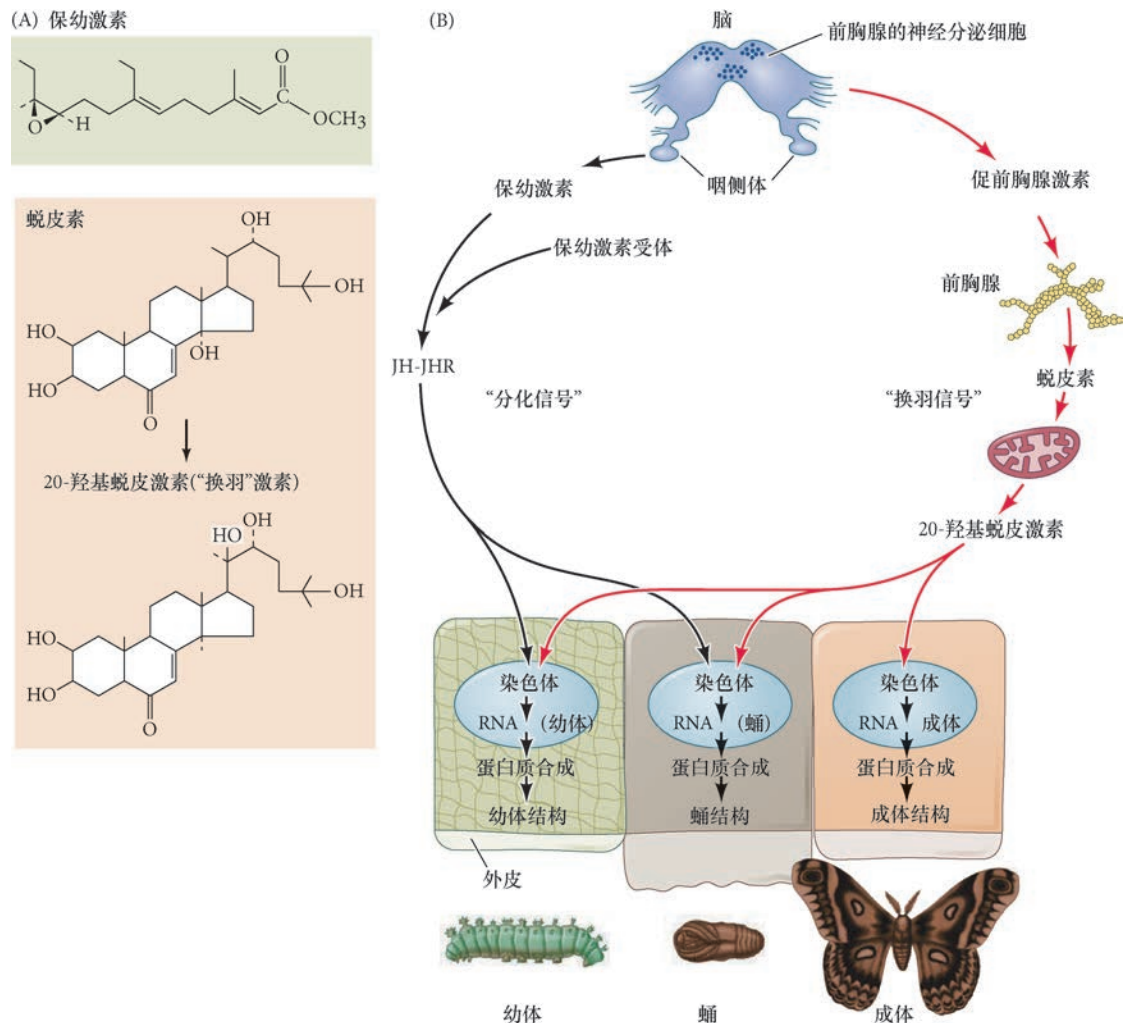 (A) 保幼激素
O
O
H
OCH3
蜕皮素
OH
OH
HO
OH
HO
O
20-羟基蜕皮激素(“换羽”激素)
OH
HO
OH
HO
HO
O
(B)
脑
前胸腺的神经分泌细胞
咽侧体
保幼激素
促前胸腺激素
保幼激素受体
前胸腺
JH-JHR
蜕皮素
“分化信号”
“换羽信号”
20-羟基蜕皮激素
染色体
RNA (幼体)
蛋白质合成
幼体结构
染色体
RNA (蛹)
蛋白质合成
蛹结构
染色体
RNA 成体
蛋白质合成
成体结构
外皮
幼体
蛹
成体